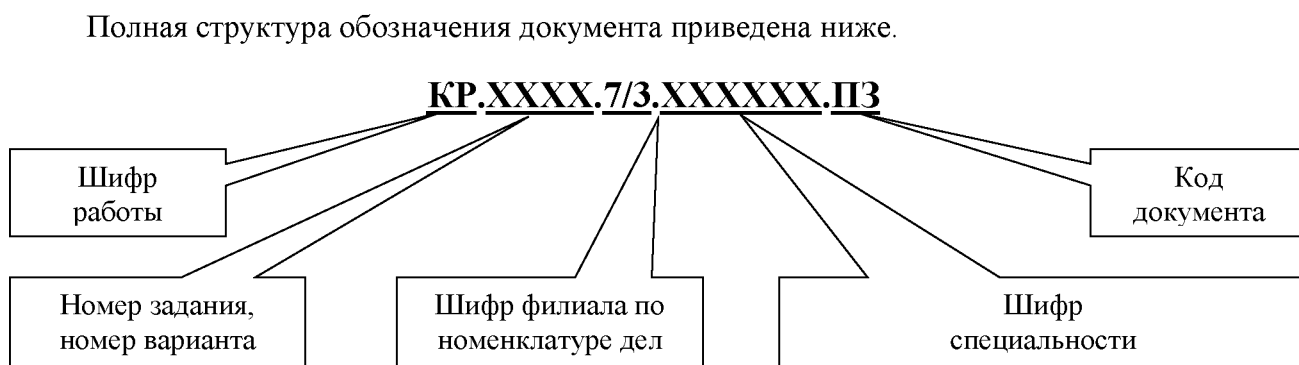 Полная структура обозначения документа приведена ниже.
КР.ХХХХ.7/3.ХХХХХХ.ПЗ
Шифр
работы
Код
документа
Номер задания,
номер варианта
Шифр филиала по
номенклатуре дел
Шифр
специальности